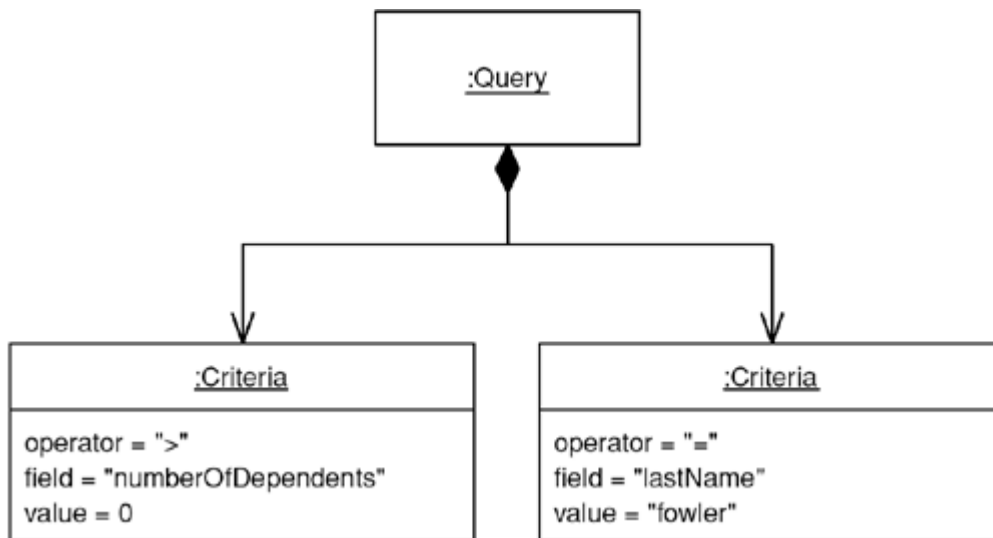 :Query
:Criteria
operator = ">"
field = "numberOfDependents"
value = 0
:Criteria
operator = "="
field = "lastName"
value = "fowler"